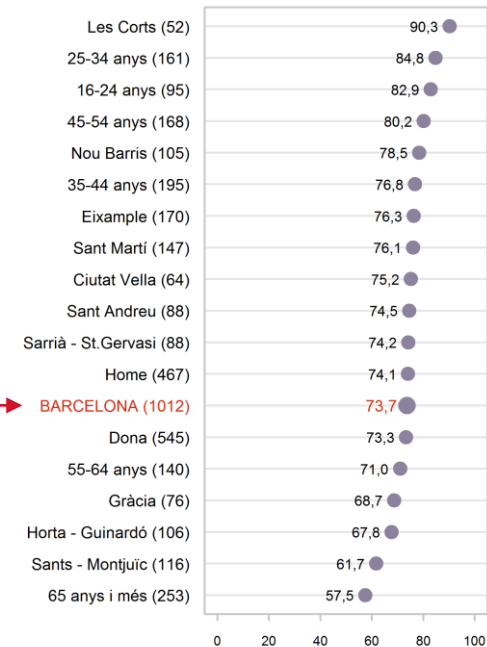 Les Corts (52) 90,3
25-34 anys (161) 84,8
16-24 anys (95) 82,9
45-54 anys (168) 80,2
Nou Barris (105) 78,5
35-44 anys (195) 76,8
Eixample (170) 76,3
Sant Martí (147) 76,1
Ciutat Vella (64) 75,2
Sant Andreu (88) 74,5
Sarrià - St.Gervasi (88) 74,2
Home (467) 74,1
BARCELONA (1012) 73,7
Dona (545) 73,3
55-64 anys (140) 71,0
Gràcia (76) 68,7
Horta - Guinardó (106) 67,8
Sants - Montjuïc (116) 61,7
65 anys i més (253) 57,5
0 20 40 60 80 100